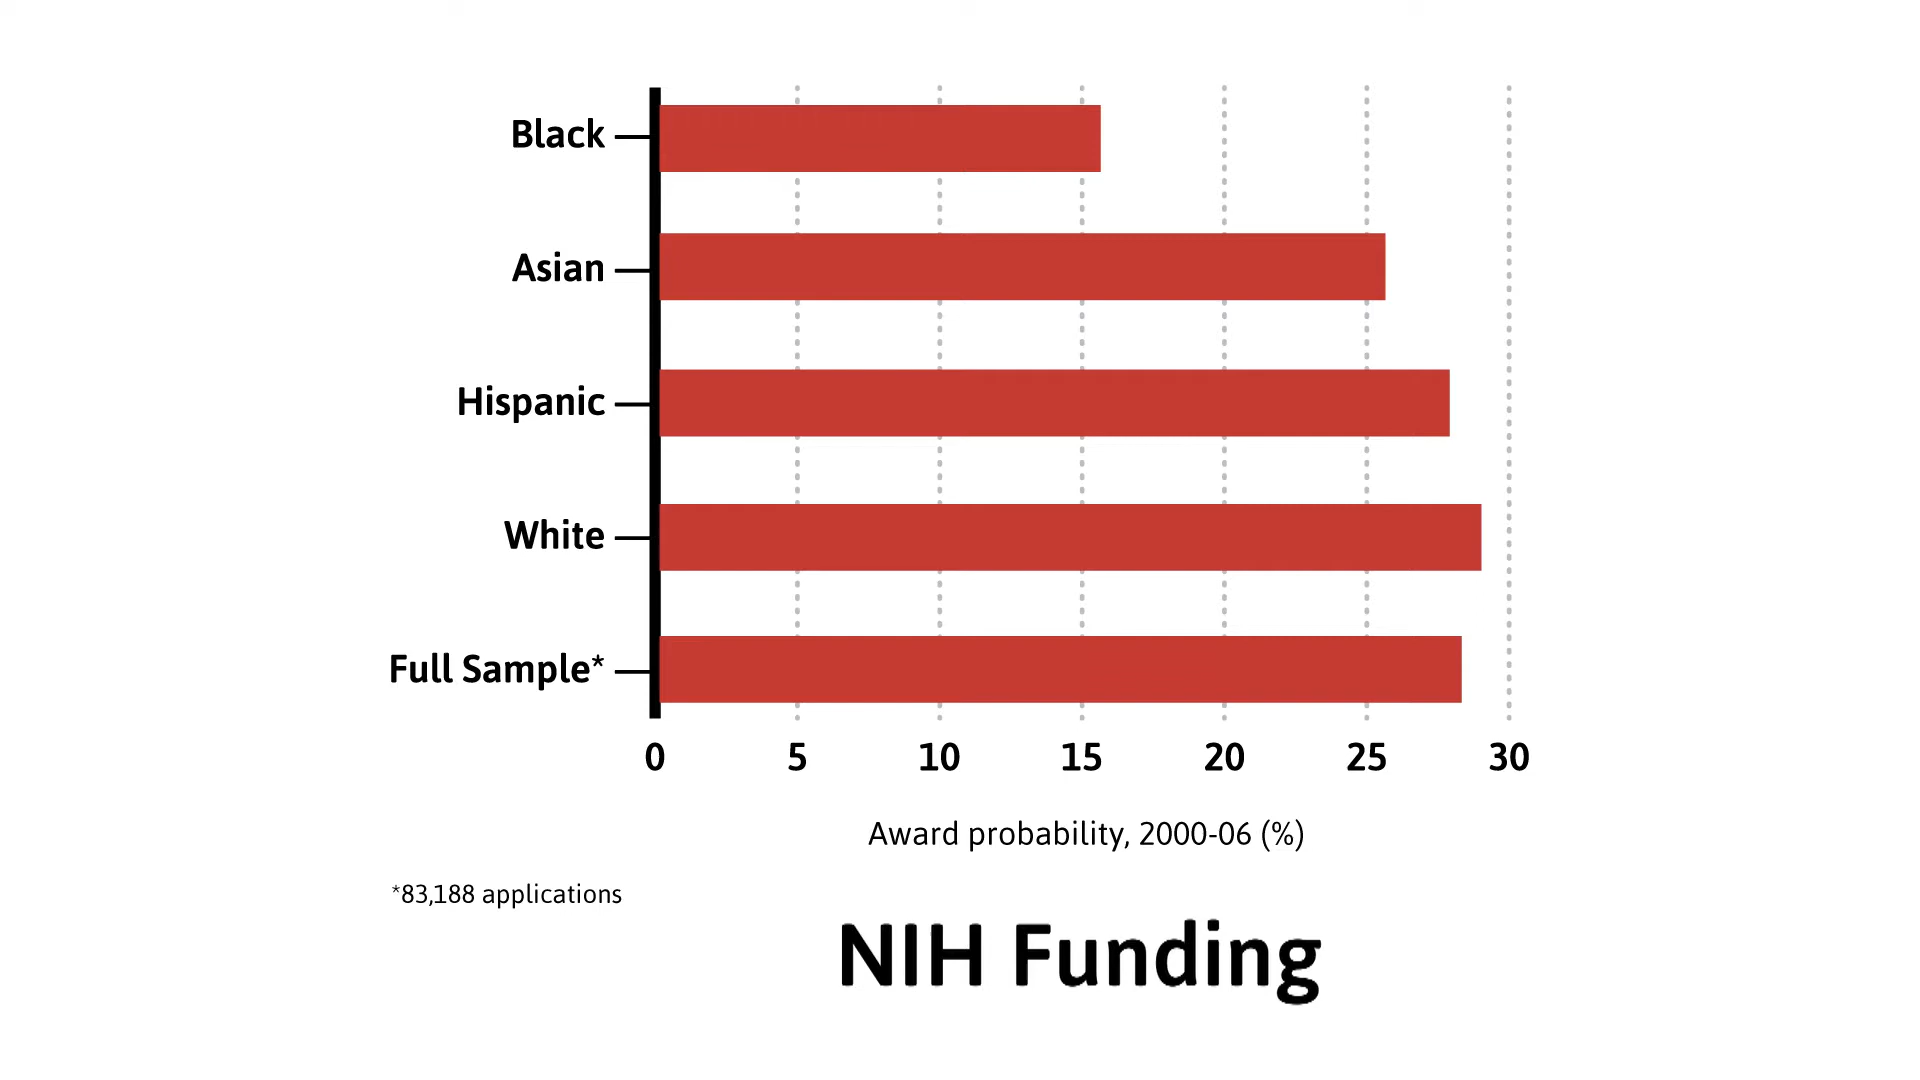 Black
Asian
Hispanic
White
Full Sample*
0 5 10 15 20 25 30
Award probability, 2000-06 (%)
*83,188 applications
NIH Funding